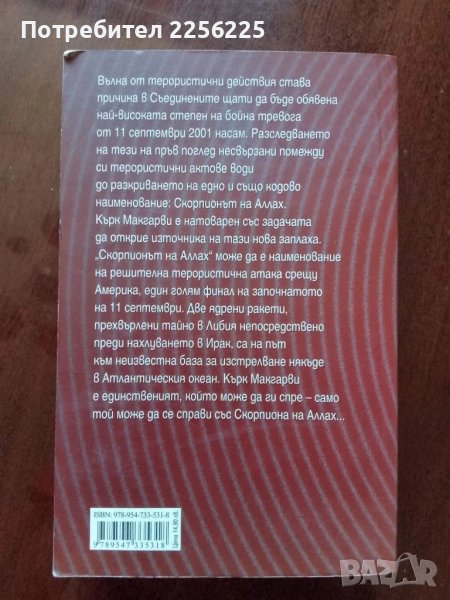 Потребител 2256225
Вълна от терористични действия става
причина в Съединените щати да бъде обявена
най-високата степен на бойна тревога
от 11 септември 2001 насам. Разследването
на тези на пръв поглед несвързани помежду
си терористични актове води
до разкриването на едно и също кодово
наименование: Скорпионът на Аллах.
Кърк Макгарви е натоварен със задачата
да открие източника на тази нова заплаха.
„Скорпионът на Аллах“ може да е наименование
на решителна терористична атака срещу
Америка, един голям финал на започнатото
на 11 септември. Две ядрени ракети,
прехвърлени тайно в Либия непосредствено
преди нахлуването в Ирак, са на път
към неизвестна база за изстрелване някъде
в Атлантическия океан. Кърк Макгарви
е единственият, който може да ги спре – само
той може да се справи със Скорпиона на Аллах...
ISBN: 978-954-733-531-8
9789547335318
Цена 14,90 лв.
BAZAR